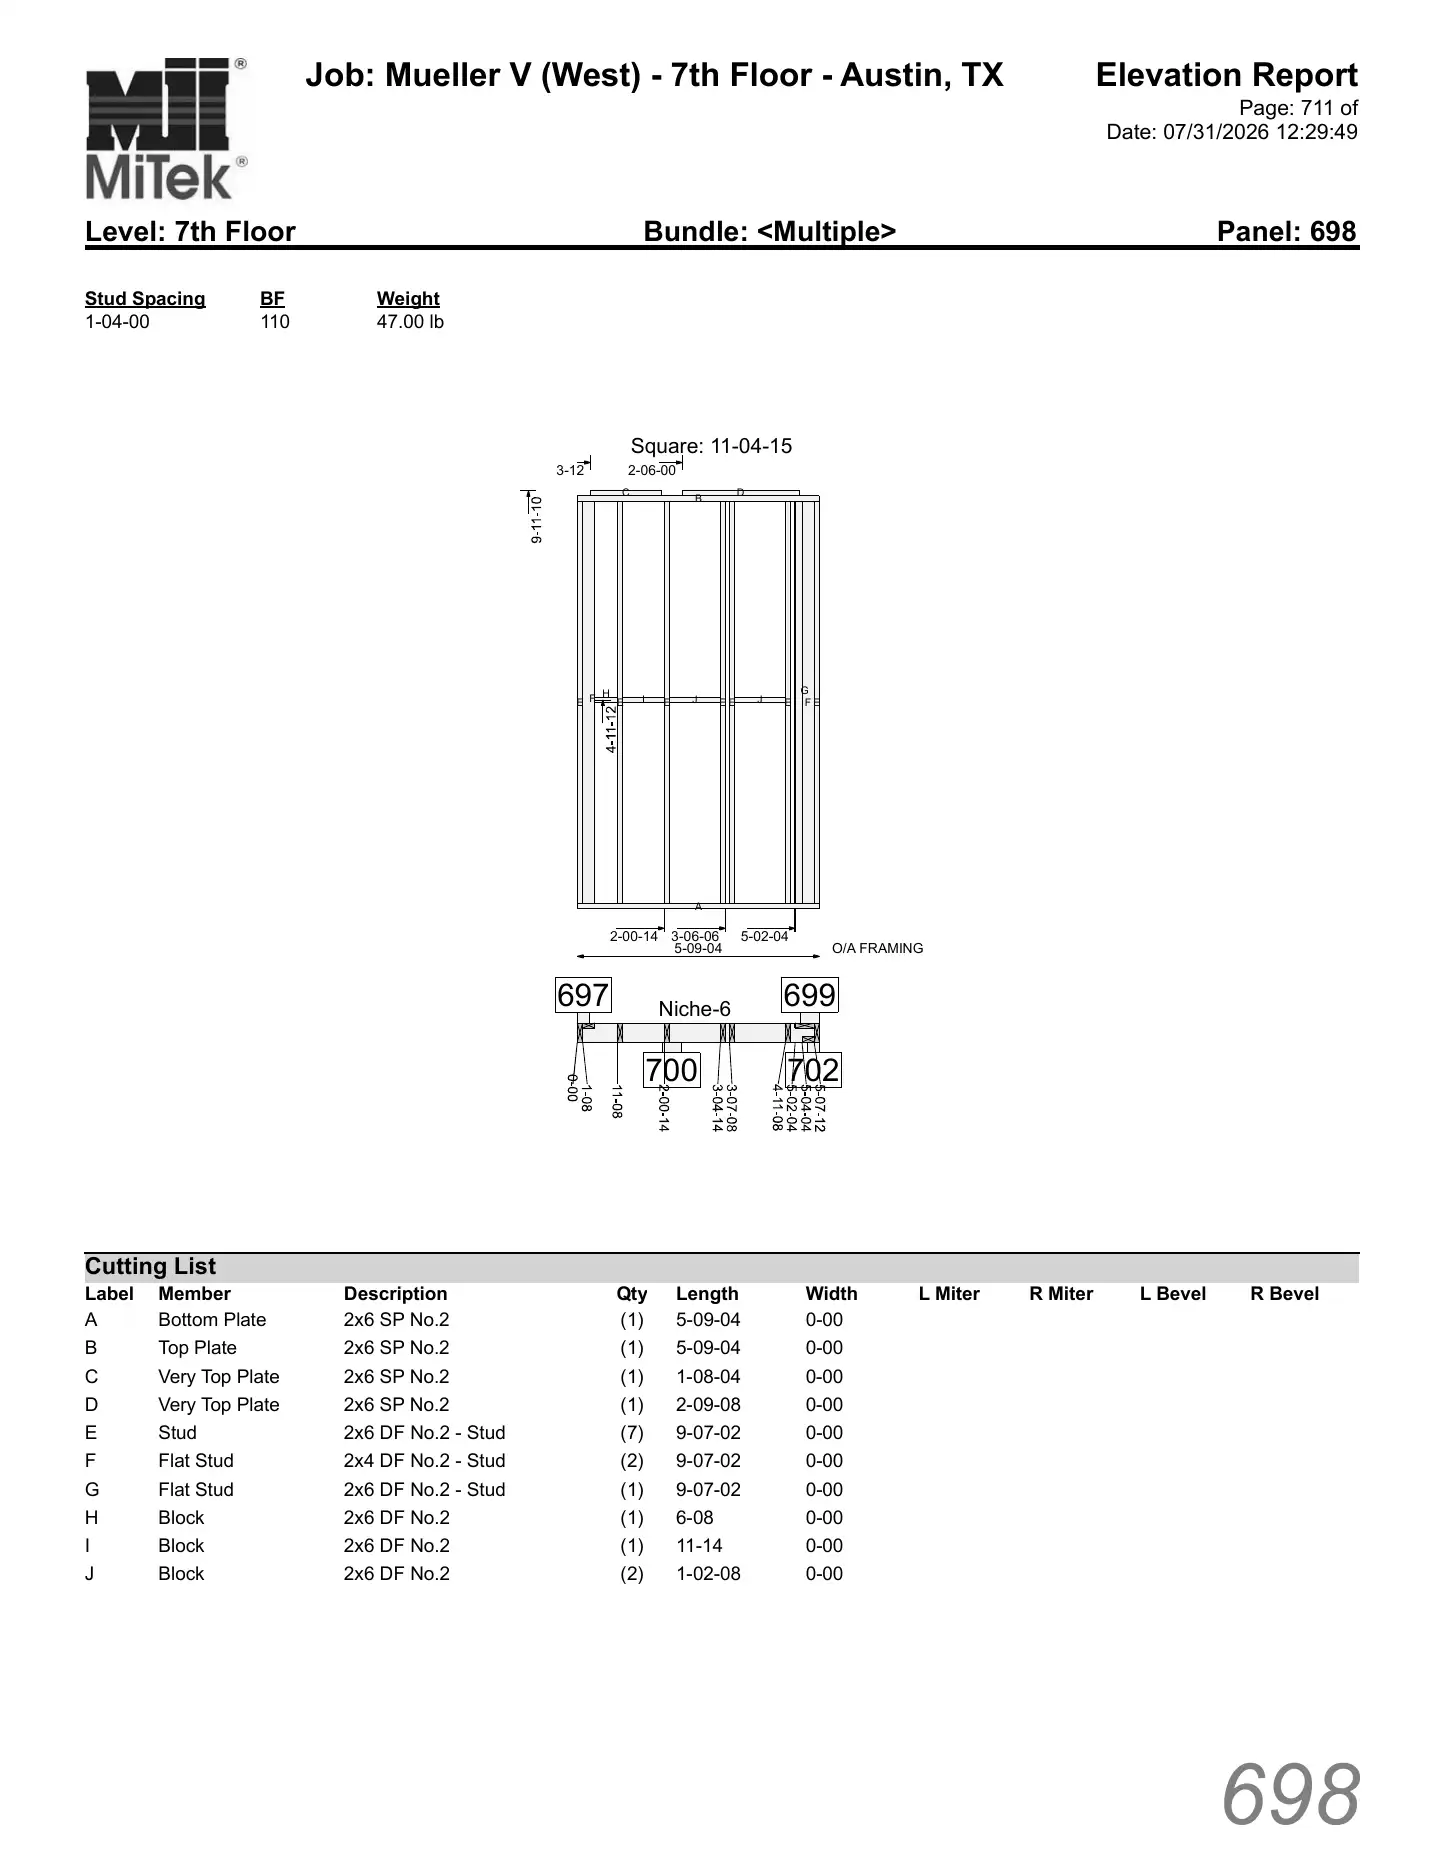 MiTek®
Job: Mueller V (West) - 7th Floor - Austin, TX
Elevation Report
Page: 711 of
Date: 07/31/2026 12:29:49
Level: 7th Floor Bundle: <Multiple> Panel: 698
Stud Spacing BF Weight
1-04-00 110 47.00 lb
Square: 11-04-15
3-12 2-06-00
C B D
9-11-10
H G
F I J J F
4-11-12
A
2-00-14 3-06-06 5-02-04
5-09-04 O/A FRAMING
697 Niche-6 699
700 702
0-00 1-08 11-08 2-00-14 3-04-14 3-07-08 4-11-08 5-02-04 5-04-04 5-07-12
Cutting List
Label Member Description Qty Length Width L Miter R Miter L Bevel R Bevel
A Bottom Plate 2x6 SP No.2 (1) 5-09-04 0-00
B Top Plate 2x6 SP No.2 (1) 5-09-04 0-00
C Very Top Plate 2x6 SP No.2 (1) 1-08-04 0-00
D Very Top Plate 2x6 SP No.2 (1) 2-09-08 0-00
E Stud 2x6 DF No.2 - Stud (7) 9-07-02 0-00
F Flat Stud 2x4 DF No.2 - Stud (2) 9-07-02 0-00
G Flat Stud 2x6 DF No.2 - Stud (1) 9-07-02 0-00
H Block 2x6 DF No.2 (1) 6-08 0-00
I Block 2x6 DF No.2 (1) 11-14 0-00
J Block 2x6 DF No.2 (2) 1-02-08 0-00
698